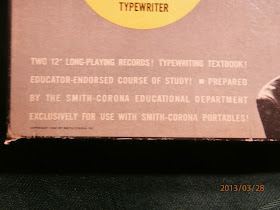 TYPEWRITER
TWO 12" LONG-PLAYING RECORDS! TYPEWRITING TEXTBOOK!
EDUCATOR-ENDORSED COURSE OF STUDY! ■ PREPARED
BY THE SMITH-CORONA EDUCATIONAL DEPARTMENT
EXCLUSIVELY FOR USE WITH SMITH-CORONA PORTABLES!
2013/03/28